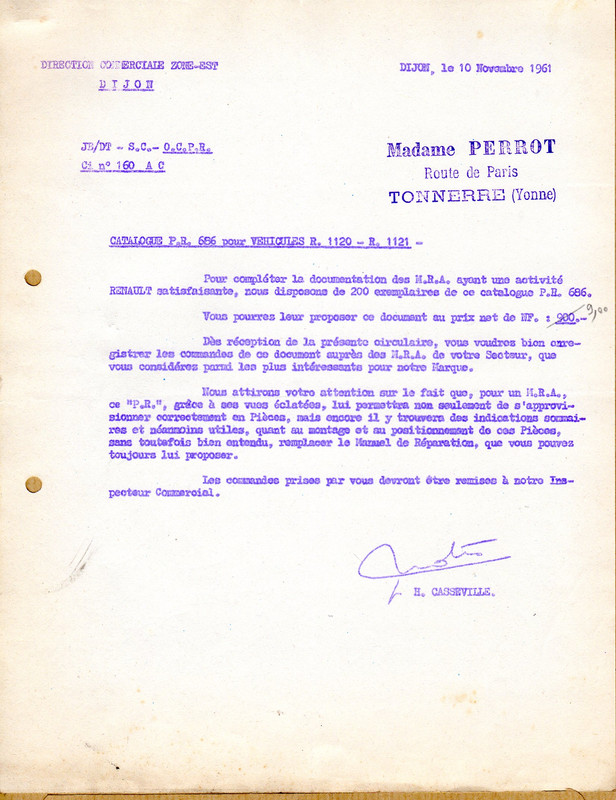 DIRECTION COMMERCIALE ZONE-EST
DIJON
DIJON, le 10 Novembre 1961
JE/DT - S.C.- O.C.P.R.
Ci n° 160 A C
Madame PERROT
Route de Paris
TONNERRE (Yonne)
CATALOGUE P.R. 686 pour VEHICULES R. 1120 - R. 1121 -
Pour compléter la documentation des M.R.A. ayant une activité
RENAULT satisfaisante, nous disposons de 200 exemplaires de ce catalogue P.R. 686.
Vous pourrez leur proposer ce document au prix net de NF. : 900.- 9,00
Dès réception de la présente circulaire, vous voudrez bien enre-
gistrer les commandes de ce document auprès des M.R.A. de votre Secteur, que
vous considérez parmi les plus intéressants pour notre Marque.
Nous attirons votre attention sur le fait que, pour un M.R.A.,
ce "P.R.", grâce à ses vues éclatées, lui permettra non seulement de s'approvi-
sionner correctement en Pièces, mais encore il y trouvera des indications sommai-
res et néanmoins utiles, quant au montage et au positionnement de ces Pièces,
sans toutefois bien entendu, remplacer le Manuel de Réparation, que vous pouvez
toujours lui proposer.
Les commandes prises par vous devront être remises à notre Ins-
pecteur Commercial.
H. CASSEVILLE.